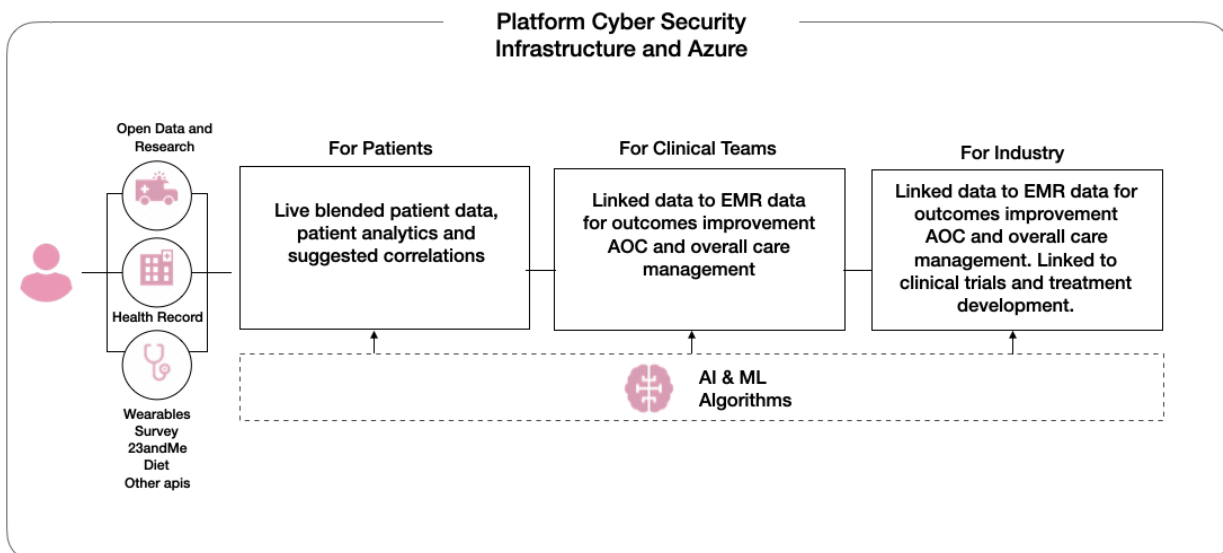 Platform Cyber Security
Infrastructure and Azure
Open Data and
Research
Health Record
Wearables
Survey
23andMe
Diet
Other apis
For Patients
Live blended patient data,
patient analytics and
suggested correlations
For Clinical Teams
Linked data to EMR data
for outcomes improvement
AOC and overall care
management
For Industry
Linked data to EMR data for
outcomes improvement
AOC and overall care
management. Linked to
clinical trials and treatment
development.
AI & ML
Algorithms